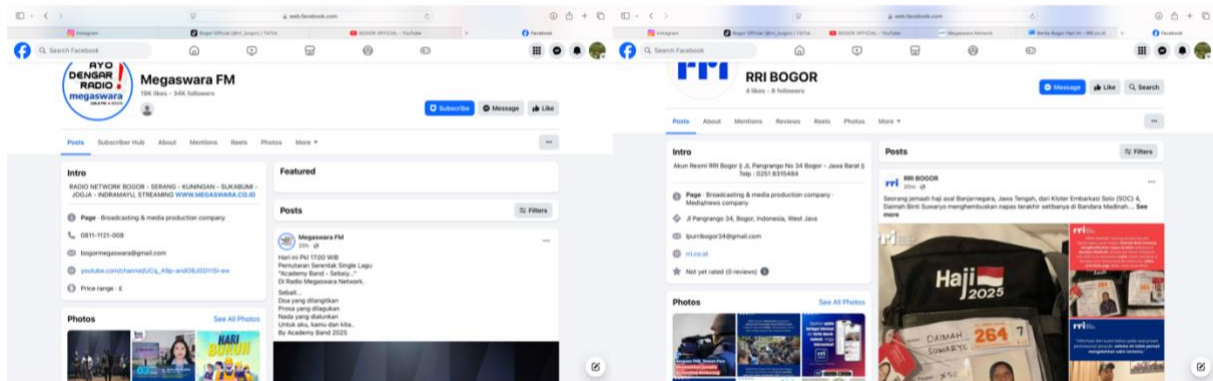 web.facebook.com
Instagram
Bogor Official (@rri_bogor) | TikTok
BOGOR OFFICIAL - YouTube
Facebook
Search Facebook
AYO
DENGAR
RADIO
megaswara
Megaswara FM
34K followers
Subscribe
Message
Like
Posts
Subscriber Hub
About
Mentions
Reels
Photos
More
Intro
RADIO NETWORK BOGOR - SERANG - KUNINGAN - SUKABUMI -
JOGJA - INDRAMAYU, STREAMING WWW.MEGASWARA.CO.ID
Page · Broadcasting & media production company
0811-1121-008
bogormegaswara@gmail.com
Price range · £
Photos
See All Photos
HARI
BURUH
Featured
Posts
Filters
Megaswara FM
20h
Hari ini Pkl 17.00 WIB
Pemutaran Serentak Single Lagu
"Academy Band - Sebaiy..."
Di Radio Megaswara Network.
Sebait...
Doa yang dilangitkan
Prosa yang dilagukan
Nada yang dalunkan
Untuk aku, kamu dan kita..
By Academy Band 2025
web.facebook.com
Instagram
Bogor Official (@rri_bogor) | TikTok
BOGOR OFFICIAL - YouTube
Megaswara Network
Berita Bogor Hari Ini - RRI.co.id
Facebook
Search Facebook
RRI BOGOR
4 likes • 8 followers
Message
Like
Search
Posts
About
Mentions
Reviews
Reels
Photos
More
Intro
Akun Resmi RRI Bogor || JL Pangrango No 34 Bogor - Jawa Barat ||
Telp : 0251 8315484
Page · Broadcasting & media production company ·
Media/news company
Jl Pangrango 34, Bogor, Indonesia, West Java
lpurribogor34@gmail.com
rri.co.id
Not yet rated (0 reviews)
Photos
See All Photos
Posts
Filters
RRI BOGOR
20m
Seorang jemaah haji asal Banjarnegara, Jawa Tengah, dari Kloter Embarkasi Solo (SOC) 4,
Daimah Binti Suwaryo menghembuskan napas terakhir setibanya di Bandara Madinah.... See
more
rri
Haji
2025
DAIMAH
SUWARYO
264
7
rri
rri